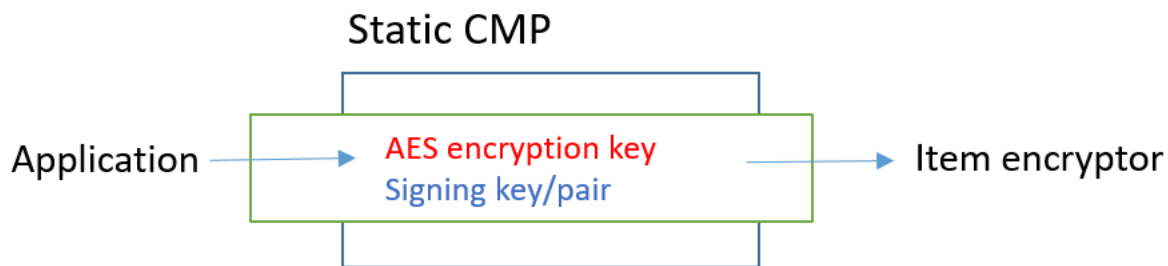 Static CMP
Application
AES encryption key
Signing key/pair
Item encryptor